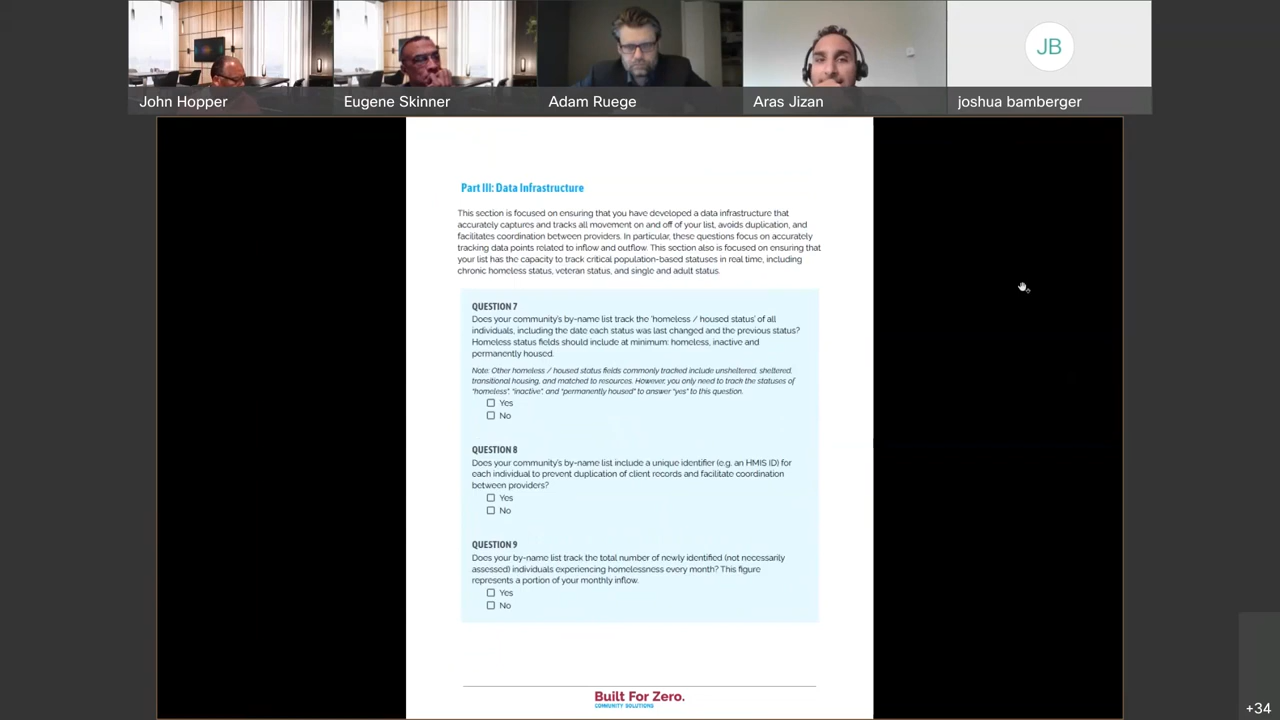 JB
John Hopper
Eugene Skinner
Adam Ruege
Aras Jizan
joshua bamberger
Part III: Data Infrastructure
This section is focused on ensuring that you have developed a data infrastructure that
accurately captures and tracks all movement on and off of your list, avoids duplication, and
facilitates coordination between providers. In particular, these questions focus on accurately
tracking data points related to inflow and outflow. This section also is focused on ensuring that
your list has the capacity to track critical population-based statuses in real time, including
chronic homeless status, veteran status, and single and adult status.
QUESTION 7
Does your community's by-name list track the 'homeless / housed status' of all
individuals, including the date each status was last changed and the previous status?
Homeless status fields should include at minimum: homeless, inactive and
permanently housed.
Note: Other homeless / housed status fields commonly tracked include unsheltered, sheltered,
transitional housing, and matched to resources. However, you only need to track the statuses of
"homeless", "inactive", and "permanently housed" to answer "yes" to this question.
Yes
No
QUESTION 8
Does your community's by-name list include a unique identifier (e.g. an HMIS ID) for
each individual to prevent duplication of client records and facilitate coordination
between providers?
Yes
No
QUESTION 9
Does your by-name list track the total number of newly identified (not necessarily
assessed) individuals experiencing homelessness every month? This figure
represents a portion of your monthly inflow.
Yes
No
Built For Zero.
COMMUNITY SOLUTIONS
+34